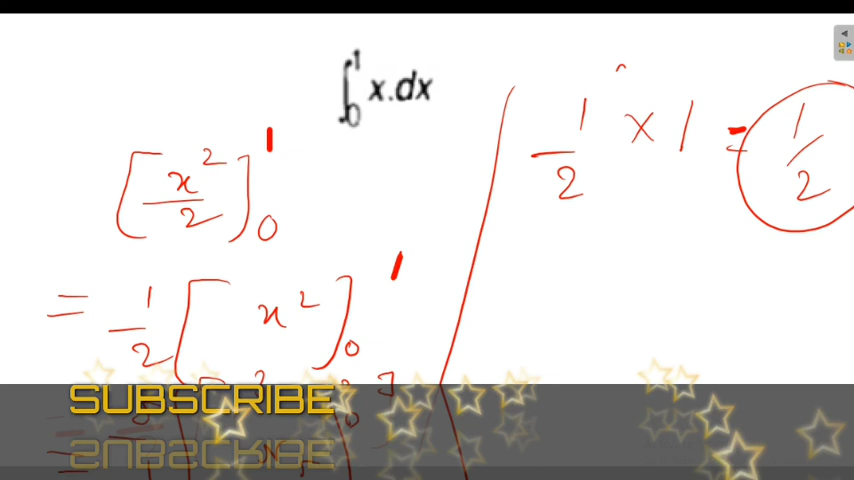 ∫₀¹ x.dx
[x²/2]₀¹
= 1/2 [x²]₀¹
1/2 × 1 = 1/2
SUBSCRIBE